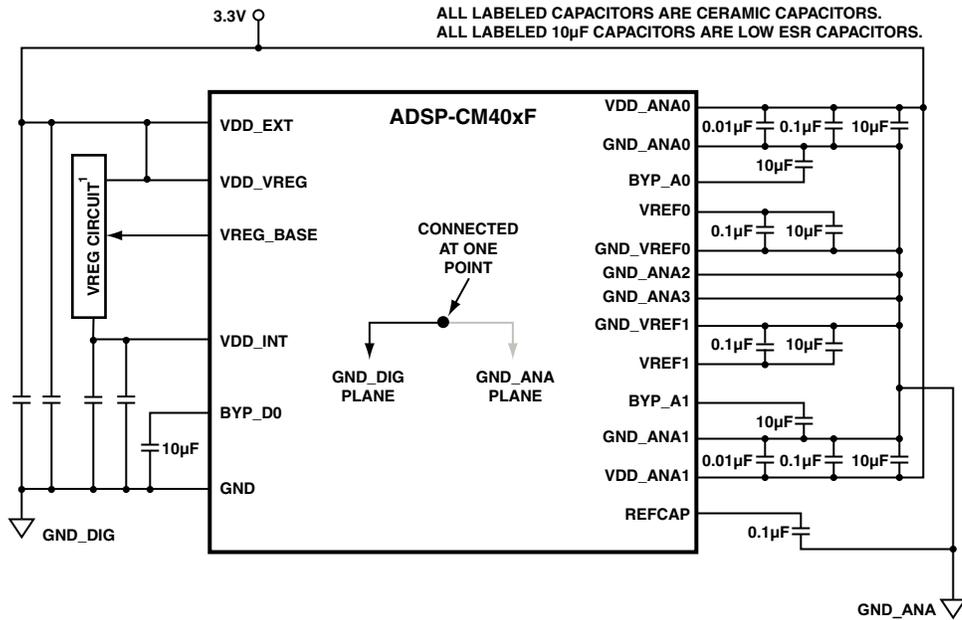 3.3V
ALL LABELED CAPACITORS ARE CERAMIC CAPACITORS.
ALL LABELED 10µF CAPACITORS ARE LOW ESR CAPACITORS.
ADSP-CM40xF
VDD_EXT
VDD_VREG
VREG CIRCUIT1
VREG_BASE
VDD_INT
BYP_D0
10µF
GND
GND_DIG
CONNECTED
AT ONE
POINT
GND_DIG
PLANE
GND_ANA
PLANE
VDD_ANA0
0.01µF 0.1µF 10µF
GND_ANA0
10µF
BYP_A0
VREF0
0.1µF 10µF
GND_VREF0
GND_ANA2
GND_ANA3
GND_VREF1
0.1µF 10µF
VREF1
BYP_A1
10µF
GND_ANA1
0.01µF 0.1µF 10µF
VDD_ANA1
REFCAP
0.1µF
GND_ANA